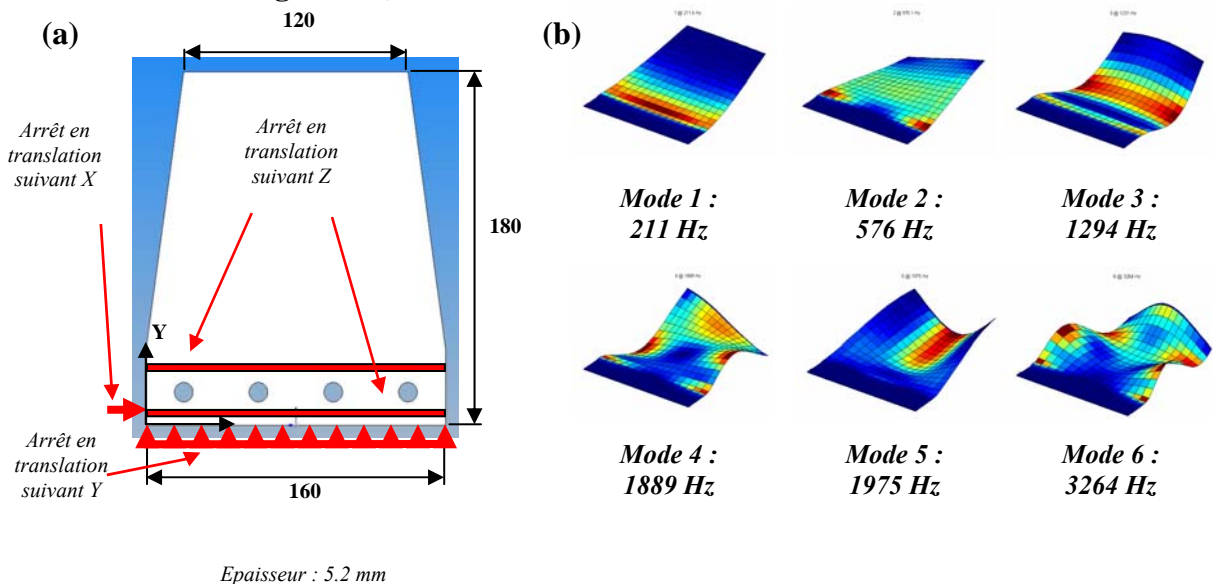 (a)
120
Arrêt en
translation
suivant X
Arrêt en
translation
suivant Z
180
Y
Arrêt en
translation
suivant Y
160
Epaisseur : 5.2 mm
(b)
Mode 1 :
211 Hz
Mode 2 :
576 Hz
Mode 3 :
1294 Hz
Mode 4 :
1889 Hz
Mode 5 :
1975 Hz
Mode 6 :
3264 Hz